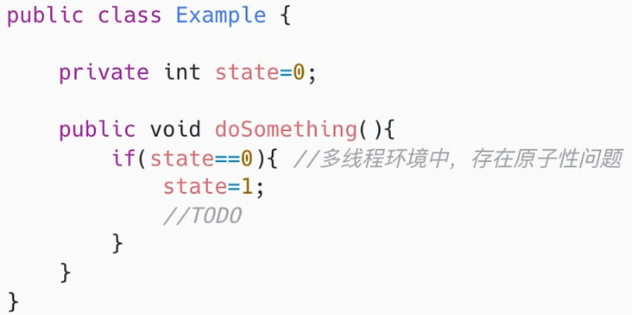 public class Example {
private int state=0;
public void doSomething(){
if(state==0){ //多线程环境中，存在原子性问题
state=1;
//TODO
}
}
}